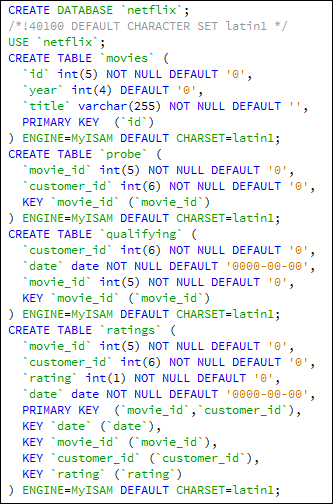 CREATE DATABASE `netflix`;
/*!40100 DEFAULT CHARACTER SET latin1 */
USE `netflix`;
CREATE TABLE `movies` (
  `id` int(5) NOT NULL DEFAULT '0',
  `year` int(4) DEFAULT '0',
  `title` varchar(255) NOT NULL DEFAULT '',
  PRIMARY KEY  (`id`)
) ENGINE=MyISAM DEFAULT CHARSET=latin1;
CREATE TABLE `probe` (
  `movie_id` int(5) NOT NULL DEFAULT '0',
  `customer_id` int(6) NOT NULL DEFAULT '0',
  KEY `movie_id` (`movie_id`)
) ENGINE=MyISAM DEFAULT CHARSET=latin1;
CREATE TABLE `qualifying` (
  `customer_id` int(6) NOT NULL DEFAULT '0',
  `date` date NOT NULL DEFAULT '0000-00-00',
  `movie_id` int(5) NOT NULL DEFAULT '0',
  KEY `movie_id` (`movie_id`)
) ENGINE=MyISAM DEFAULT CHARSET=latin1;
CREATE TABLE `ratings` (
  `movie_id` int(5) NOT NULL DEFAULT '0',
  `customer_id` int(6) NOT NULL DEFAULT '0',
  `rating` int(1) NOT NULL DEFAULT '0',
  `date` date NOT NULL DEFAULT '0000-00-00',
  PRIMARY KEY  (`movie_id`,`customer_id`),
  KEY `date` (`date`),
  KEY `movie_id` (`movie_id`),
  KEY `customer_id` (`customer_id`),
  KEY `rating` (`rating`)
) ENGINE=MyISAM DEFAULT CHARSET=latin1;